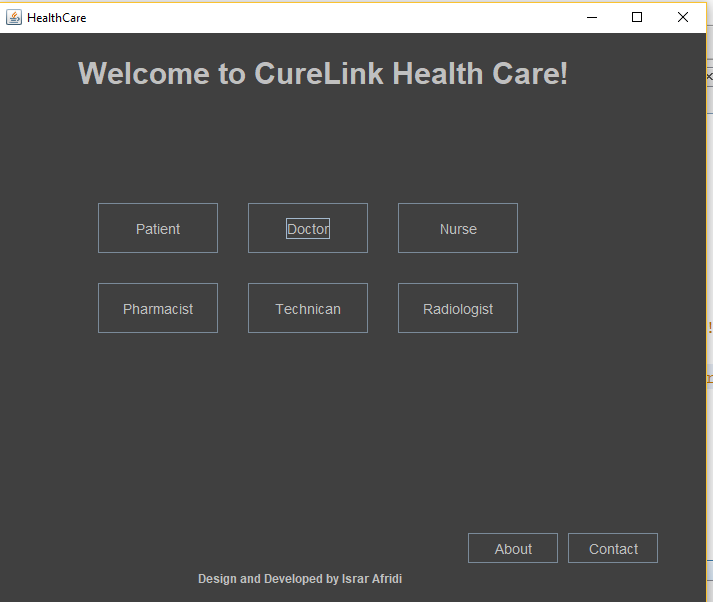 HealthCare
Welcome to CureLink Health Care!
Patient Doctor Nurse
Pharmacist Technican Radiologist
About Contact
Design and Developed by Israr Afridi